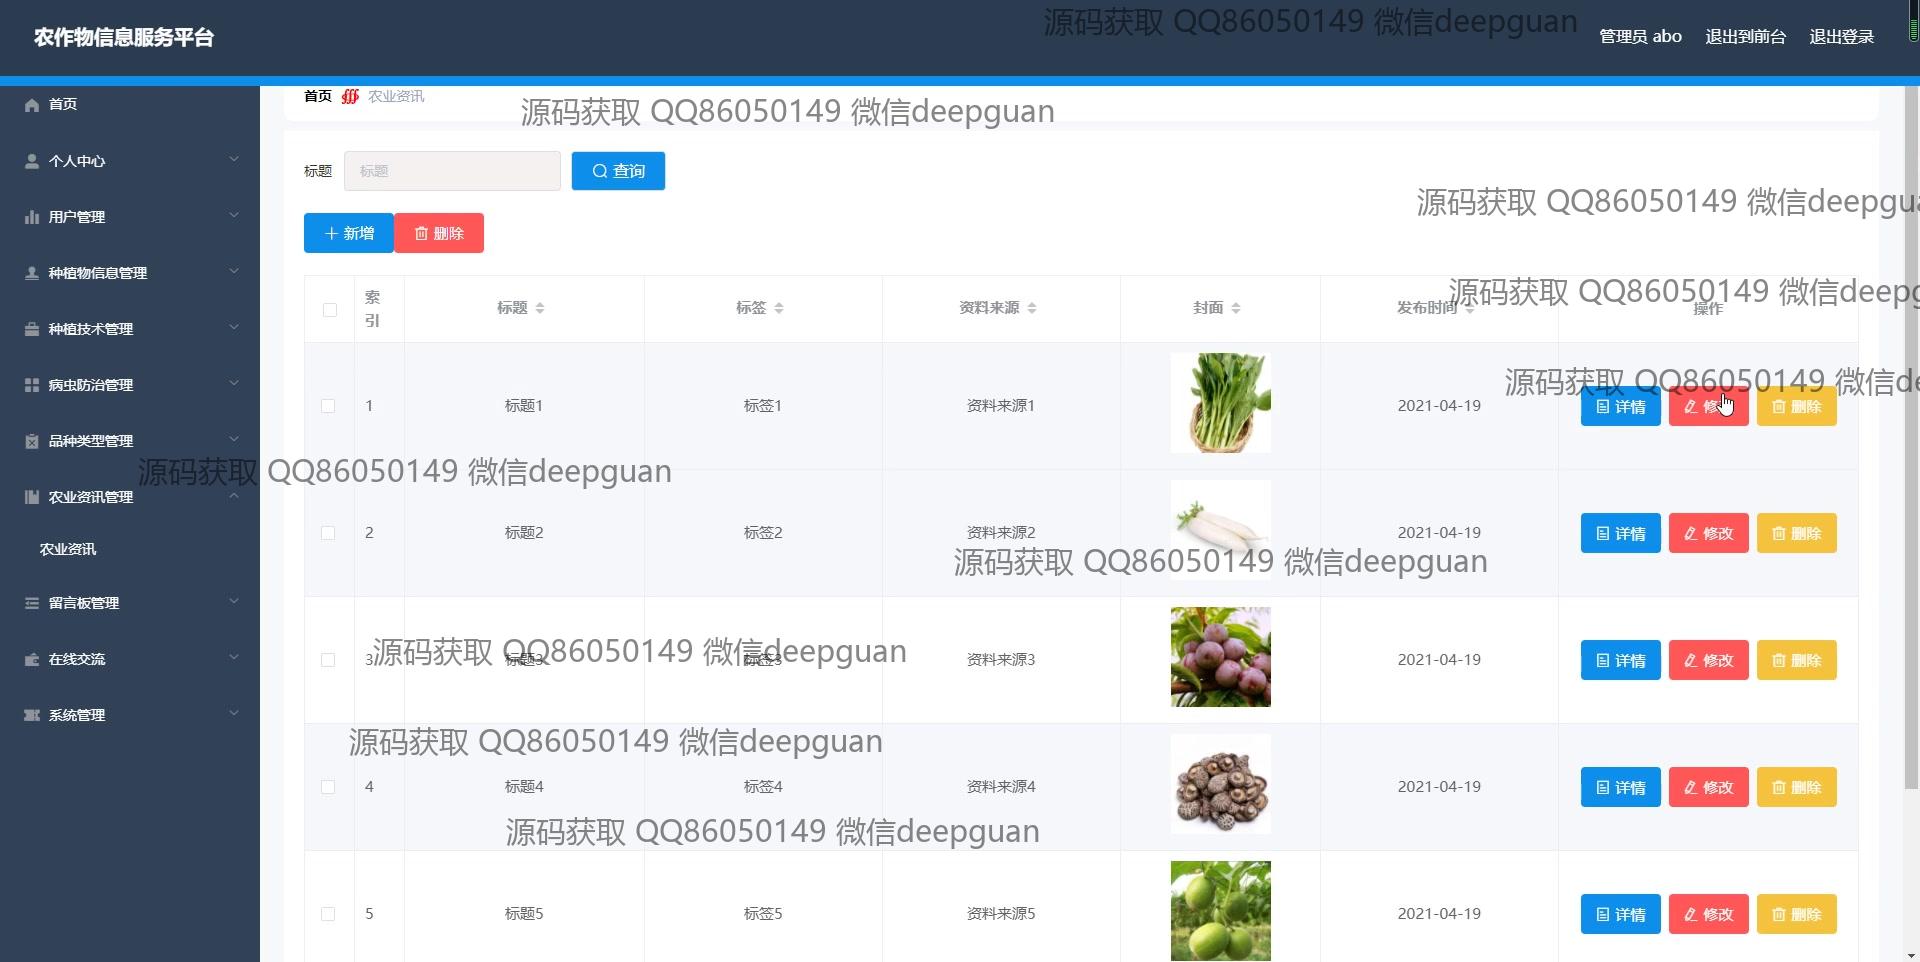 农作物信息服务平台
源码获取 QQ86050149 微信deepguan
管理员 abo 退出到前台 退出登录
首页
个人中心
用户管理
种植物信息管理
种植技术管理
病虫防治管理
品种类型管理
农业资讯管理
农业资讯
留言板管理
在线交流
系统管理
首页 农业资讯
源码获取 QQ86050149 微信deepguan
标题 标题 查询
源码获取 QQ86050149 微信deepgua
新增 删除
源码获取 QQ86050149 微信deepg
索引 标题 标签 资料来源 封面 发布时间 操作
源码获取 QQ86050149 微信de
1 标题1 标签1 资料来源1 2021-04-19 详情 修改 删除
源码获取 QQ86050149 微信deepguan
2 标题2 标签2 资料来源2 2021-04-19 详情 修改 删除
源码获取 QQ86050149 微信deepguan
源码获取 QQ86050149 微信deepguan
3 标题3 标签3 资料来源3 2021-04-19 详情 修改 删除
源码获取 QQ86050149 微信deepguan
4 标题4 标签4 资料来源4 2021-04-19 详情 修改 删除
源码获取 QQ86050149 微信deepguan
5 标题5 标签5 资料来源5 2021-04-19 详情 修改 删除